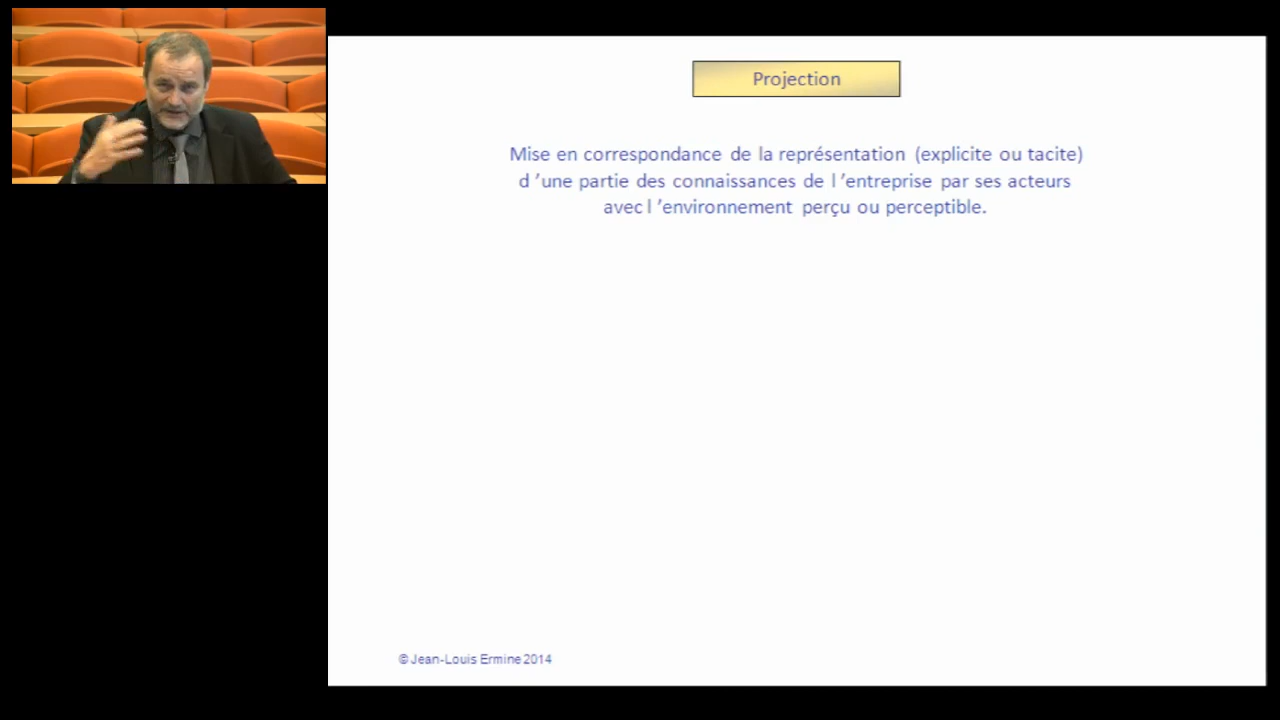 Projection
Mise en correspondance de la représentation (explicite ou tacite)
d ’une partie des connaissances de l ’entreprise par ses acteurs
avec l ’environnement perçu ou perceptible.
© Jean-Louis Ermine 2014